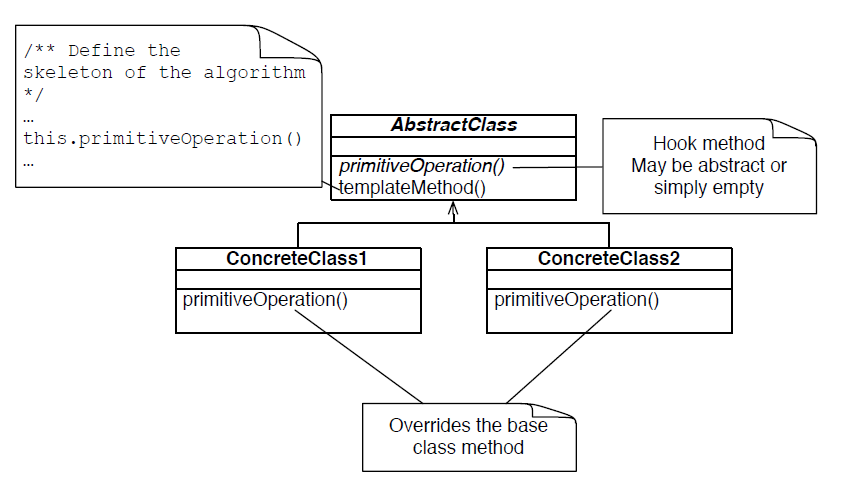 /** Define the
skeleton of the algorithm
*/
…
this.primitiveOperation()
…
AbstractClass
primitiveOperation()
templateMethod()
Hook method
May be abstract or
simply empty
ConcreteClass1
primitiveOperation()
ConcreteClass2
primitiveOperation()
Overrides the base
class method